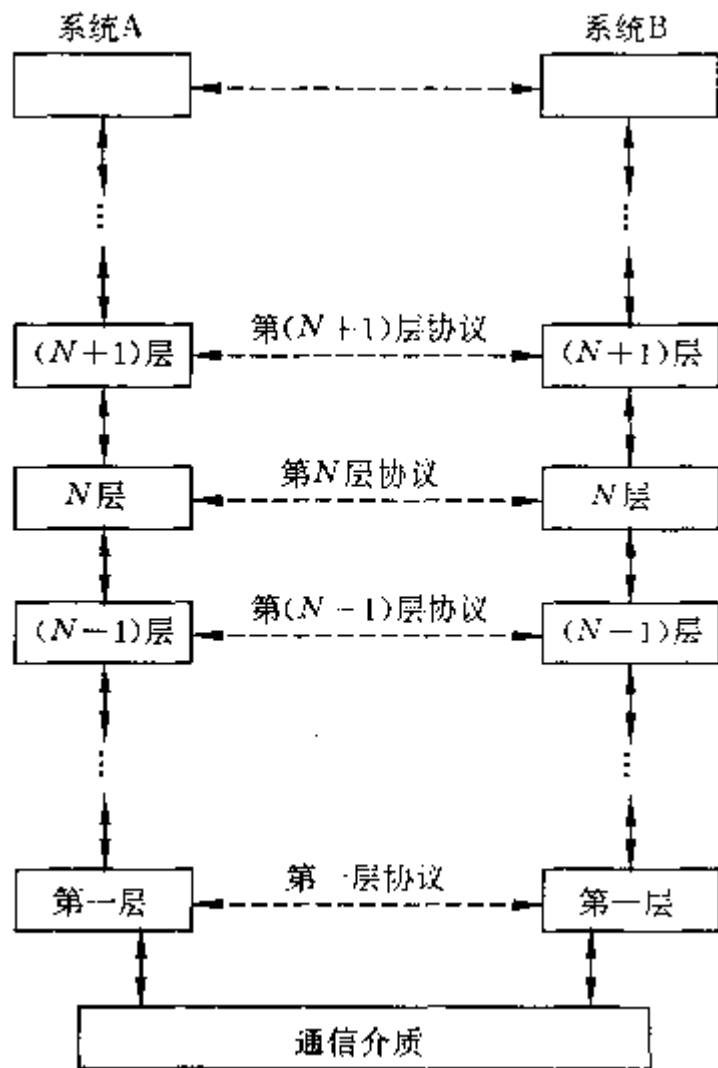 系统A 系统B
⋮ ⋮
第(N+1)层协议
(N+1)层 (N+1)层
第N层协议
N层 N层
第(N-1)层协议
(N-1)层 (N-1)层
⋮ ⋮
第一层协议
第一层 第一层
通信介质